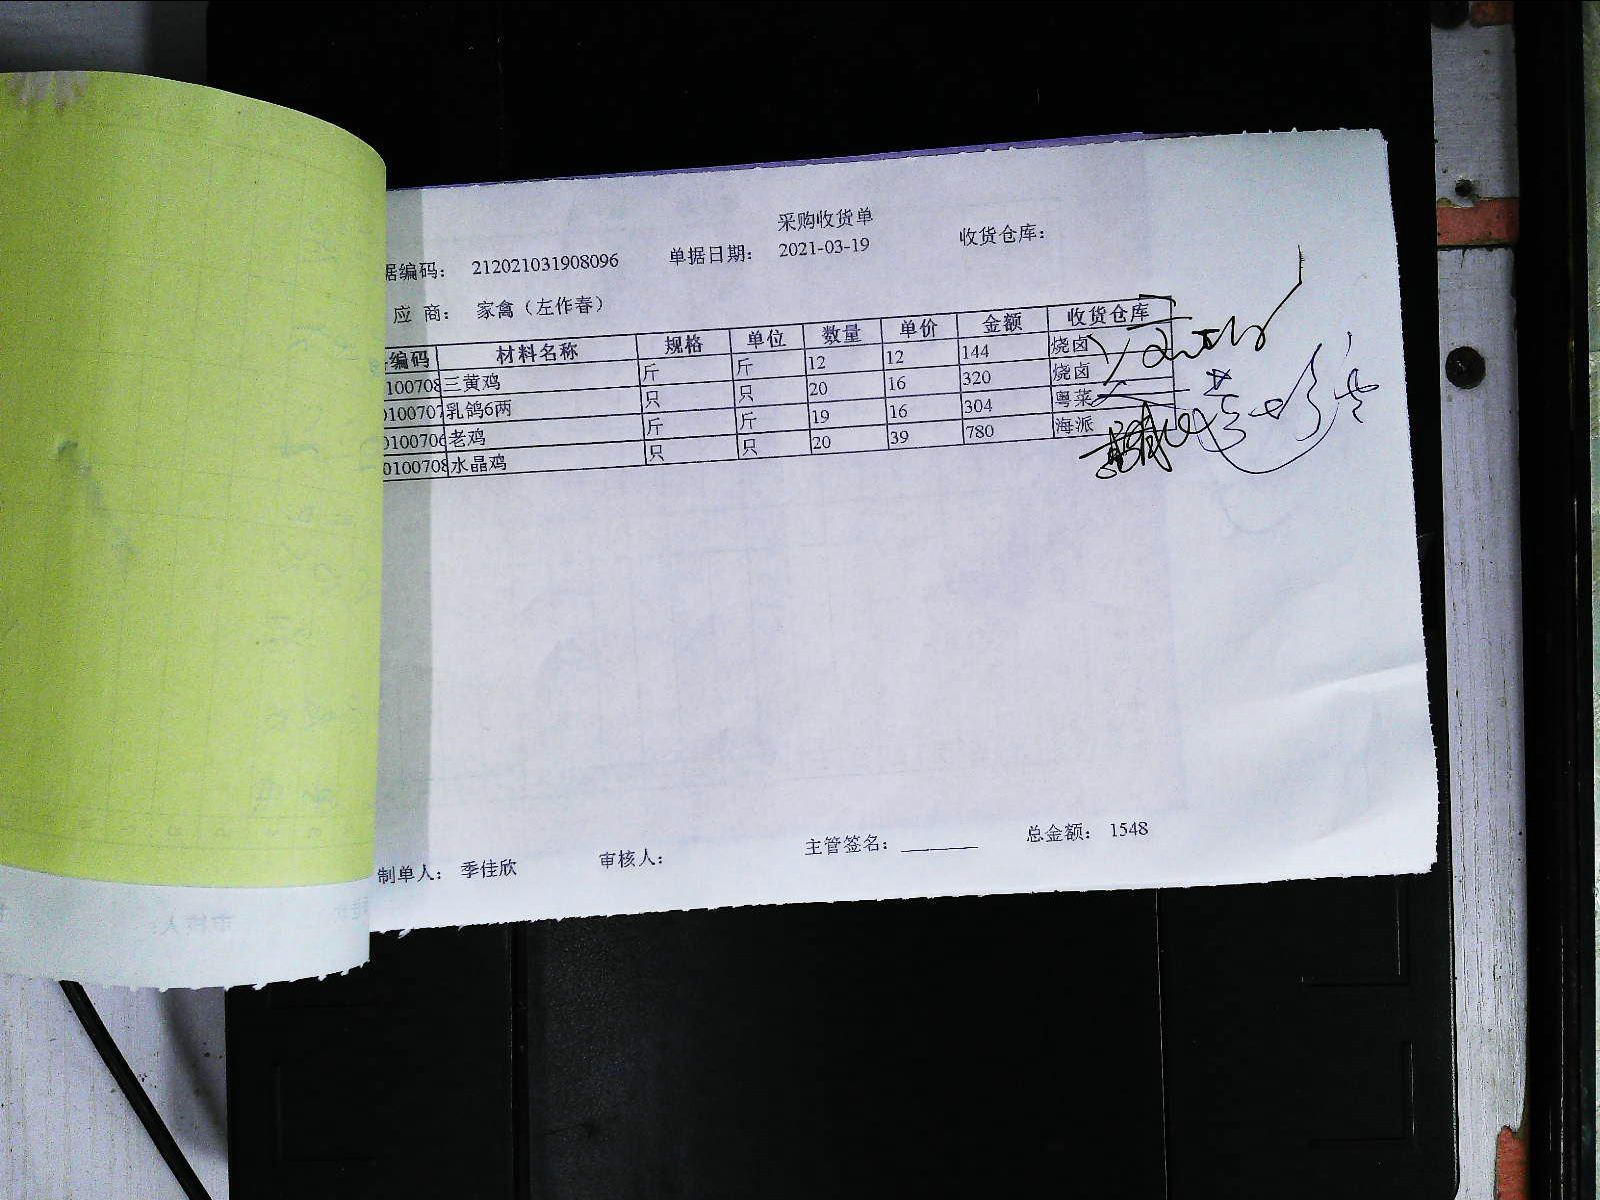 采购收货单
据编码： 212021031908096 单据日期： 2021-03-19 收货仓库：
应 商： 家禽（左作春）
编码 材料名称 规格 单位 数量 单价 金额 收货仓库
0100708 三黄鸡 斤 斤 12 12 144 烧卤
0100707 乳鸽6两 只 只 20 16 320 烧卤
0100706 老鸡 斤 斤 19 16 304 粤菜
0100708 水晶鸡 只 只 20 39 780 海派
制单人： 季佳欣 审核人： 主管签名：______ 总金额： 1548